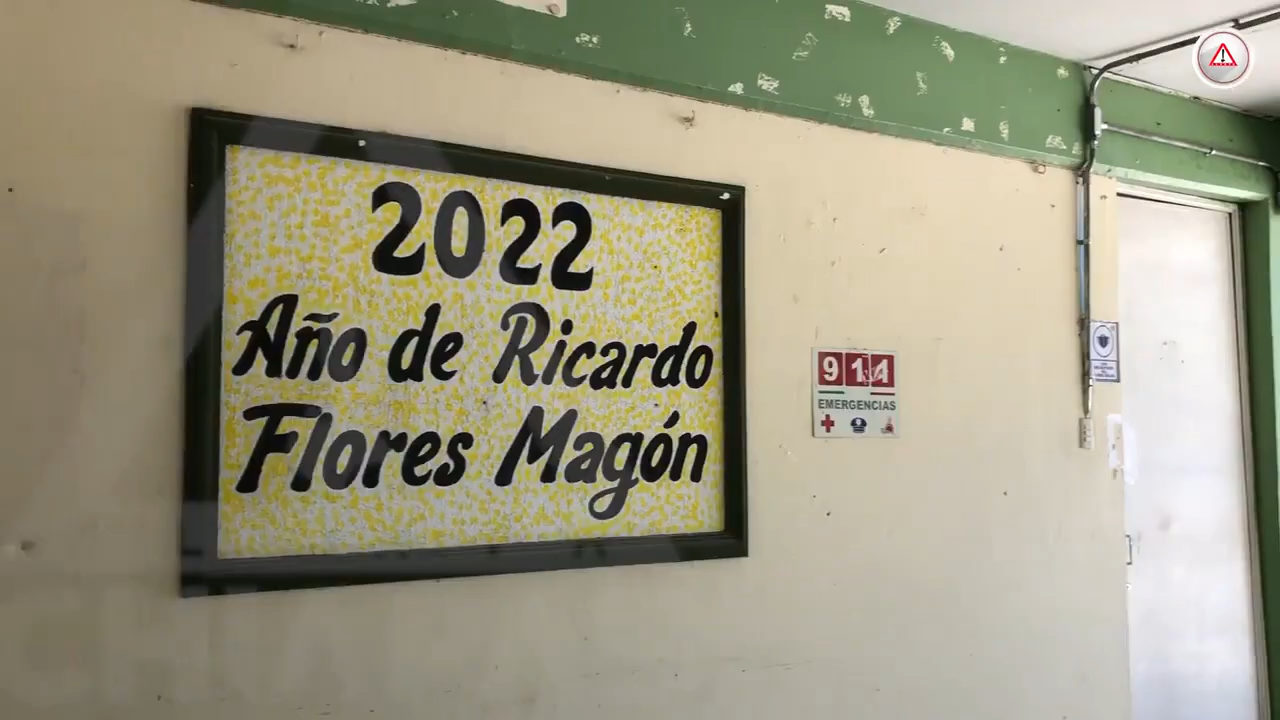 2022
Año de Ricardo
Flores Magón
911
EMERGENCIAS